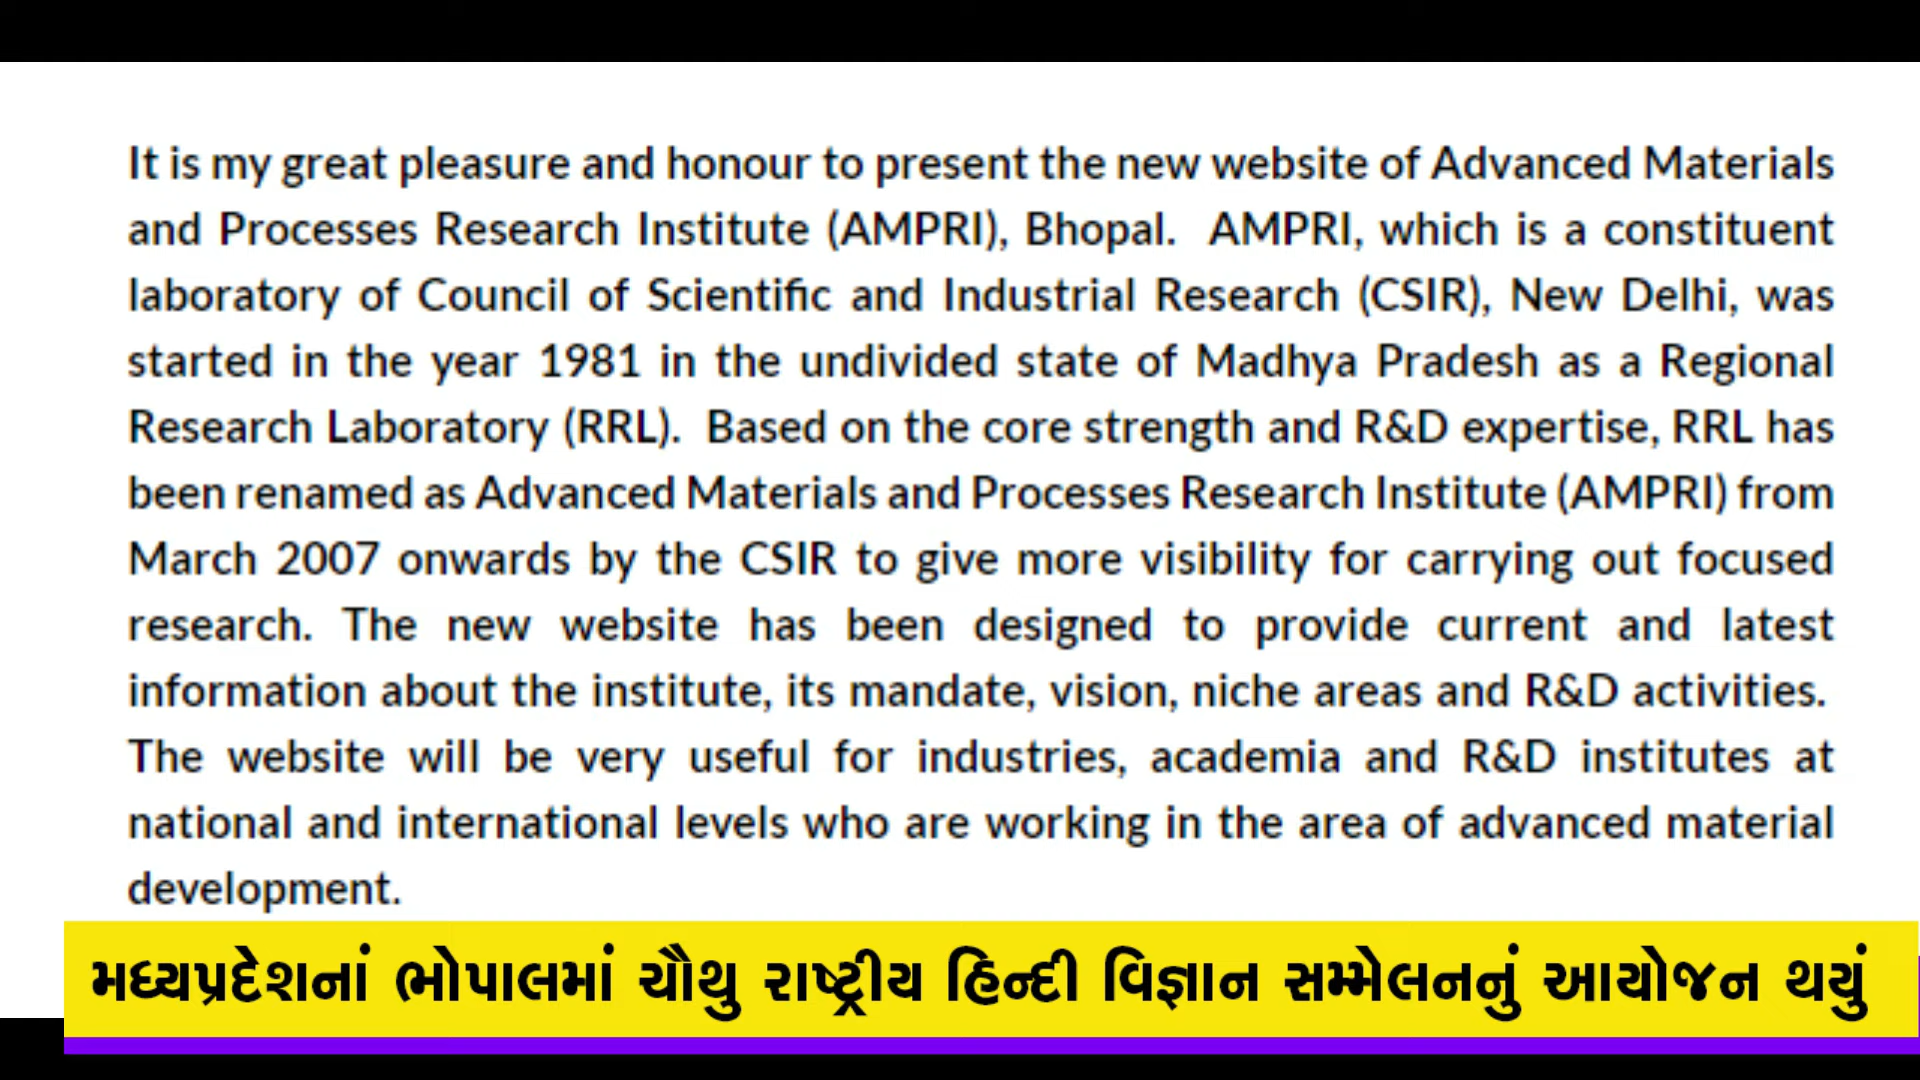 It is my great pleasure and honour to present the new website of Advanced Materials
and Processes Research Institute (AMPRI), Bhopal. AMPRI, which is a constituent
laboratory of Council of Scientific and Industrial Research (CSIR), New Delhi, was
started in the year 1981 in the undivided state of Madhya Pradesh as a Regional
Research Laboratory (RRL). Based on the core strength and R&D expertise, RRL has
been renamed as Advanced Materials and Processes Research Institute (AMPRI) from
March 2007 onwards by the CSIR to give more visibility for carrying out focused
research. The new website has been designed to provide current and latest
information about the institute, its mandate, vision, niche areas and R&D activities.
The website will be very useful for industries, academia and R&D institutes at
national and international levels who are working in the area of advanced material
development.
મધ્યપ્રદેશનાં ભોપાલમાં ચૌથુ રાષ્ટ્રીય હિન્દી વિજ્ઞાન સમ્મેલનનું આયોજન થયું